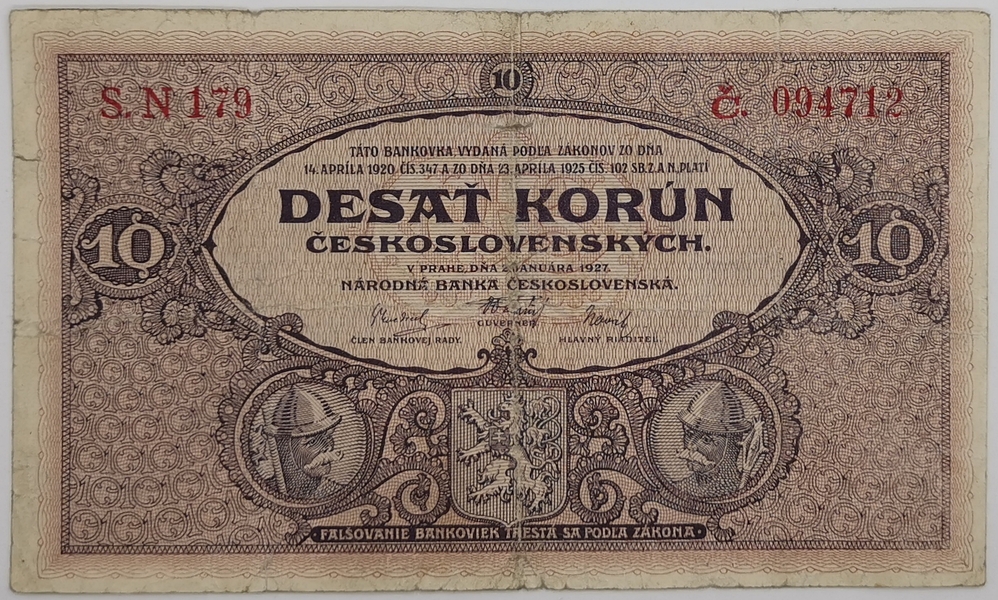 10
S. N 179
Č. 094712
TÁTO BANKOVKA VYDANÁ PODĽA ZÁKONOV ZO DŇA
14. APRÍLA 1920 ČÍS. 347 A ZO DŇA 23. APRÍLA 1925 ČÍS. 102 SB. Z. A N. PLATÍ
DESAŤ KORÚN
ČESKOSLOVENSKÝCH.
10
10
V PRAHE, DŇA 2. JANUÁRA 1927.
NÁRODNÁ BANKA ČESKOSLOVENSKÁ.
GUVERNÉR
ČLEN BANKOVEJ RADY.
HLAVNÝ RIADITEĽ.
FALŠOVANIE BANKOVIEK TRESTÁ SA PODĽA ZÁKONA